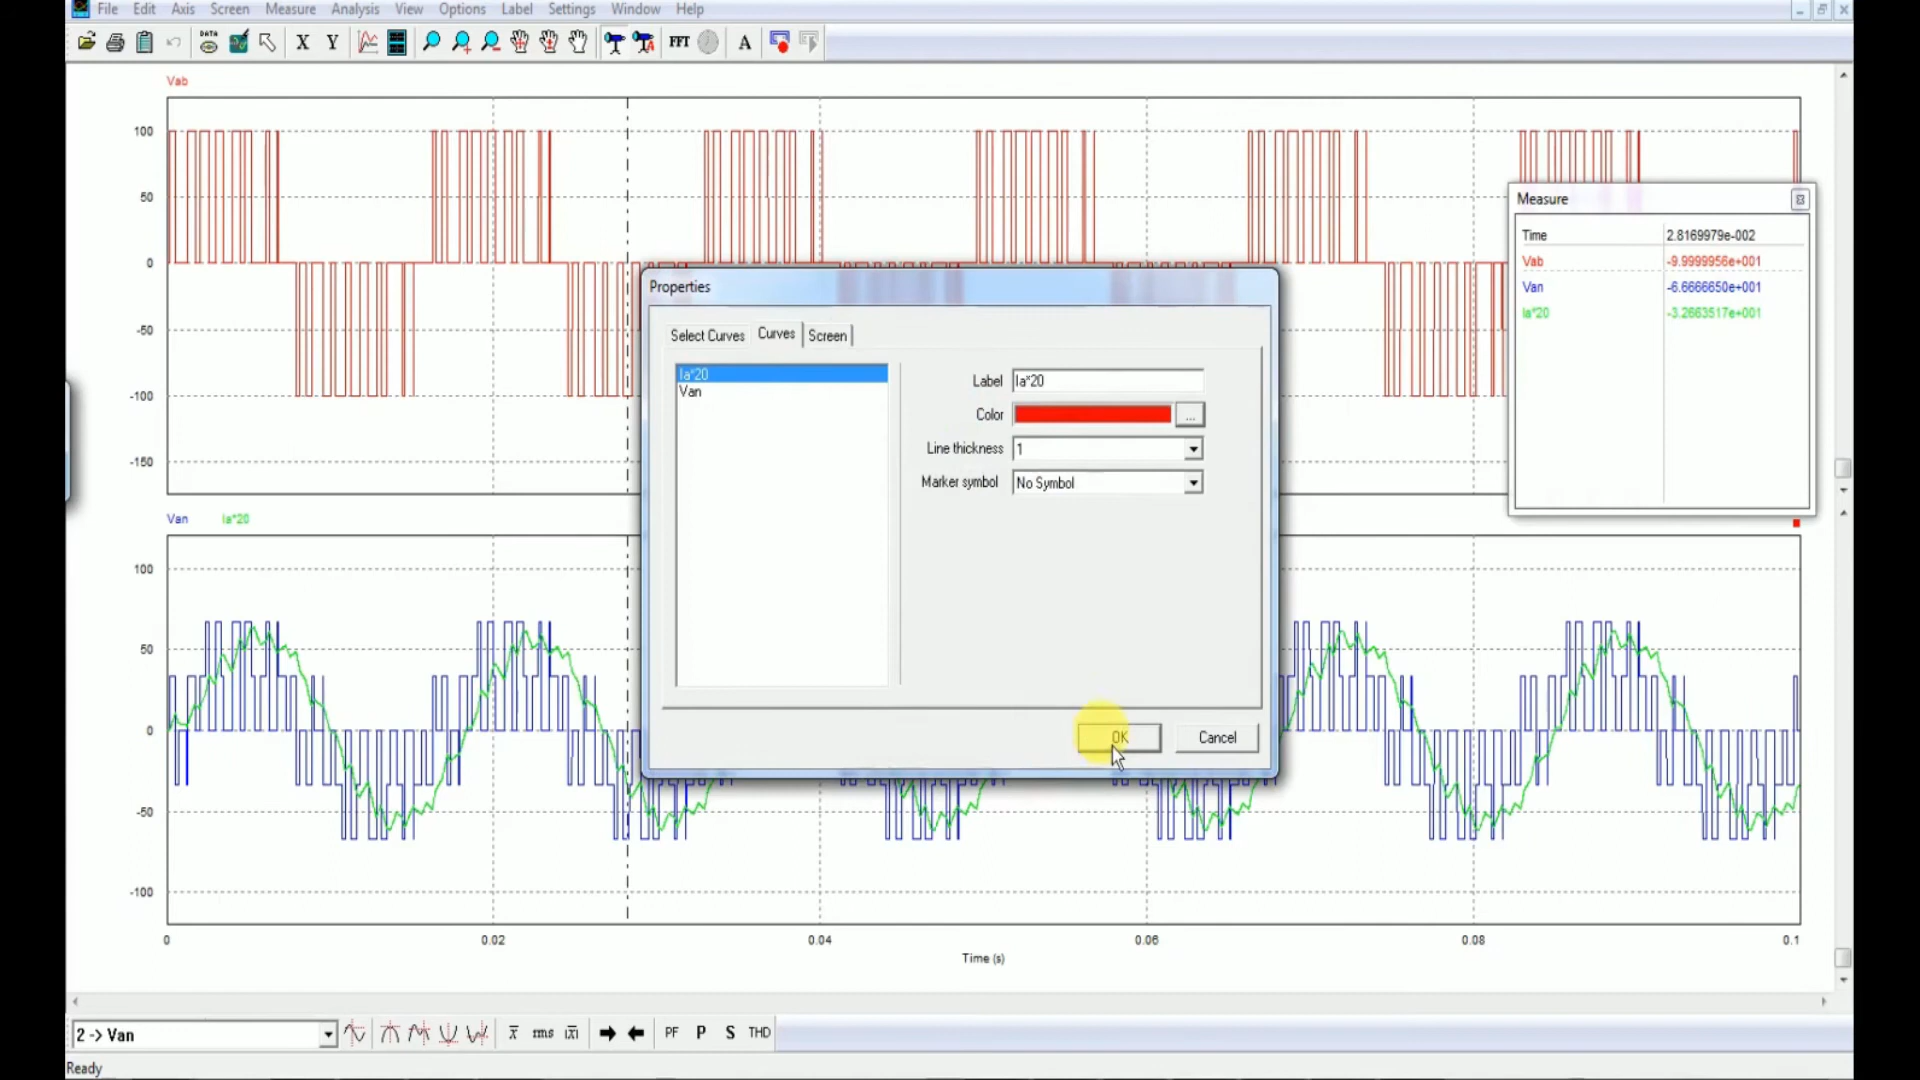 File Edit Axis Screen Measure Analysis View Options Label Settings Window Help
DATA X Y FFT A
Vab
100
50
0
-50
-100
-150
Measure
Time 2.8169979e-002
Vab -9.9999956e+001
Van -6.6666650e+001
Ia*20 -3.2663517e+001
Properties
Select Curves Curves Screen
Ia*20
Van
Label Ia*20
Color ...
Line thickness 1
Marker symbol No Symbol
OK Cancel
Van Ia*20
100
50
0
-50
-100
0 0.02 0.04 0.06 0.08 0.1
Time (s)
2 -> Van x rms |x| PF P S THD
Ready